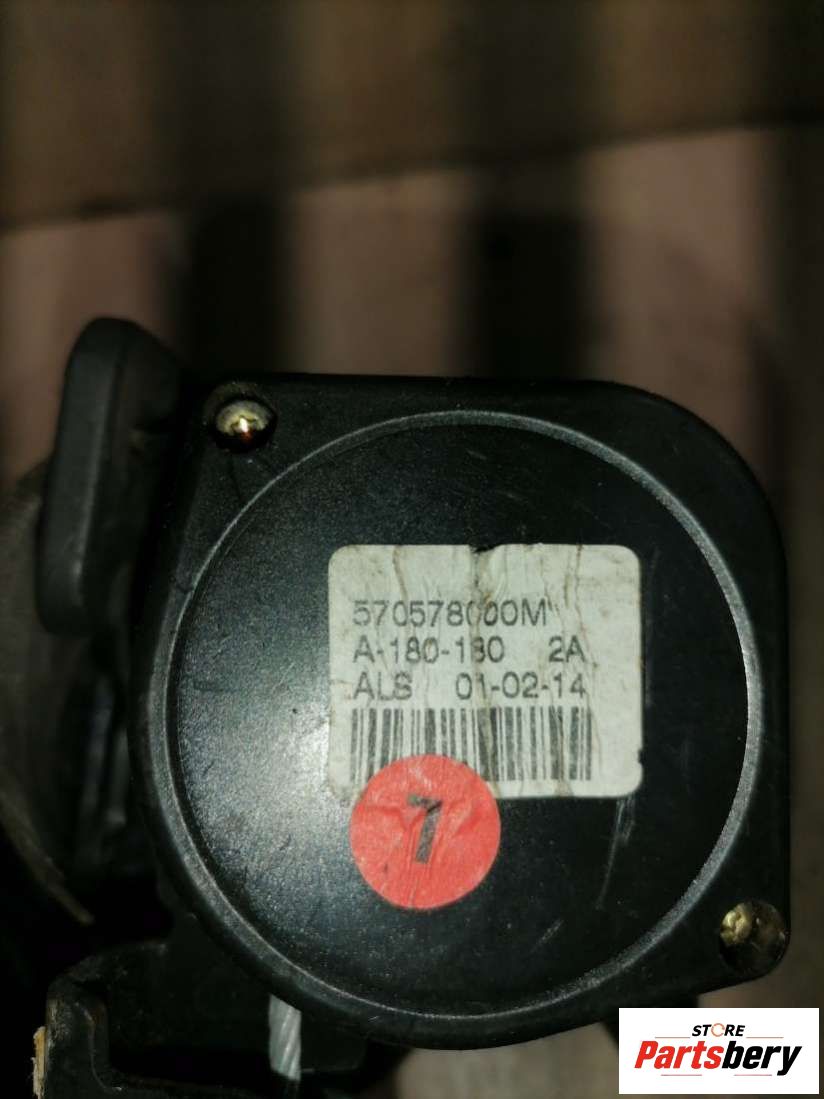 570578000M
A-180-180 2A
ALS 01-02-14
7
STORE
Partsbery